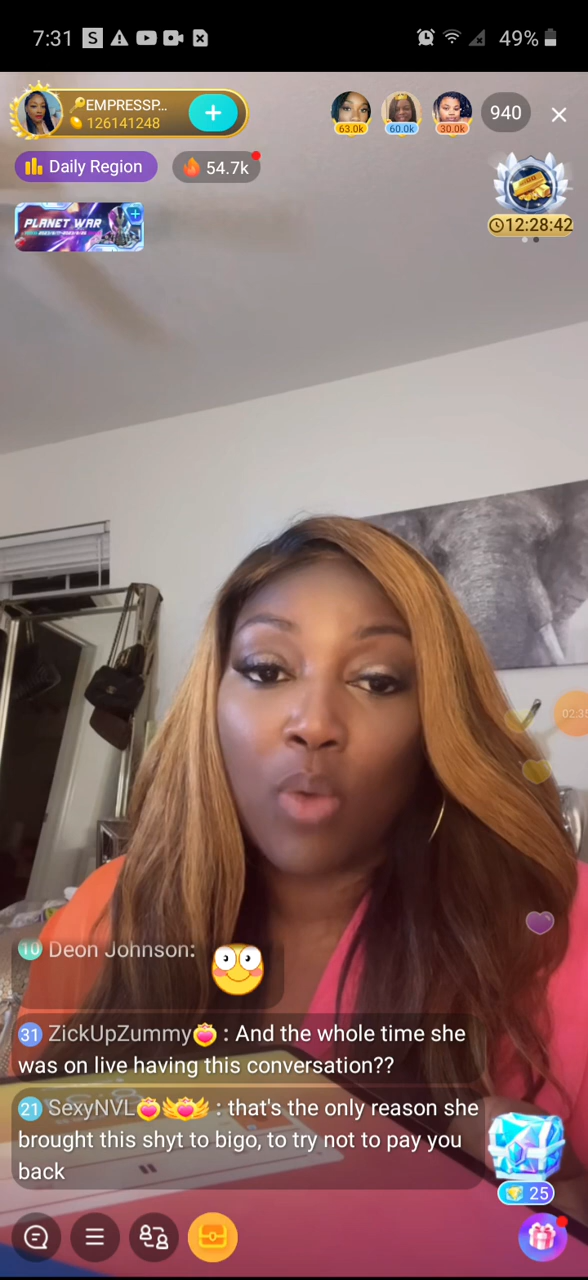 7:31 S 49%
EMPRESSP...
126141248
63.0k 60.0k 30.0k
940
Daily Region
54.7k
PLANET WAR
12:28:42
02:35
10 Deon Johnson:
31 ZickUpZummy : And the whole time she
was on live having this conversation??
21 SexyNVL : that's the only reason she
brought this shyt to bigo, to try not to pay you
back
25